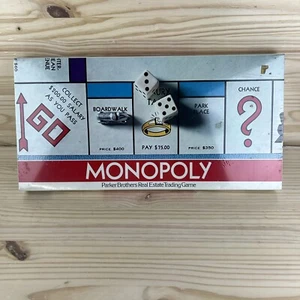 COLLECT
$200.00 SALARY
AS YOU PASS
GO
BOARDWALK
PRICE $400
PAY $75.00
PARK
PLACE
PRICE $350
CHANCE
?
MONOPOLY
Parker Brothers Real Estate Trading Game